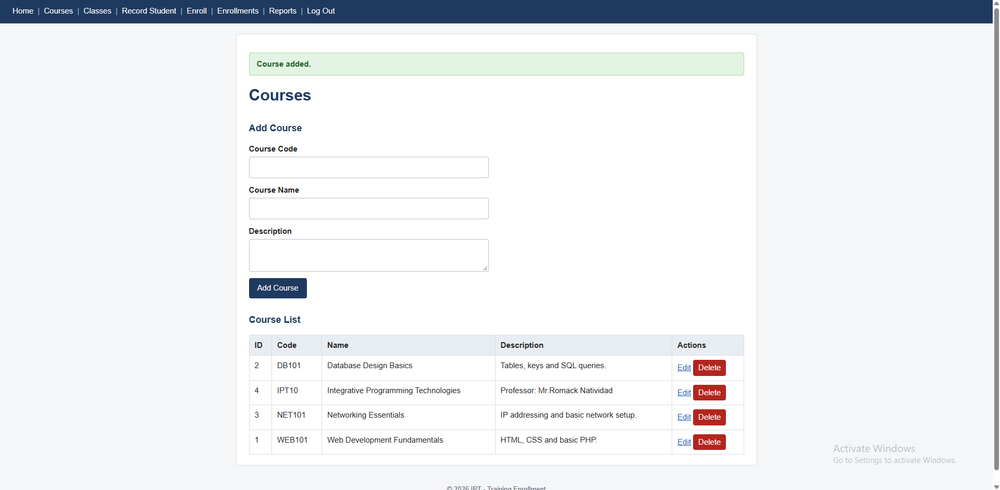 Home | Courses | Classes | Record Student | Enroll | Enrollments | Reports | Log Out
Course added.
Courses
Add Course
Course Code
Course Name
Description
Add Course
Course List
ID Code Name Description Actions
2 DB101 Database Design Basics Tables, keys and SQL queries. Edit Delete
4 IPT10 Integrative Programming Technologies Professor: Mr.Romack Natividad Edit Delete
3 NET101 Networking Essentials IP addressing and basic network setup. Edit Delete
1 WEB101 Web Development Fundamentals HTML, CSS and basic PHP. Edit Delete
Activate Windows
Go to Settings to activate Windows.
© 2026 IPT - Training Enrollment